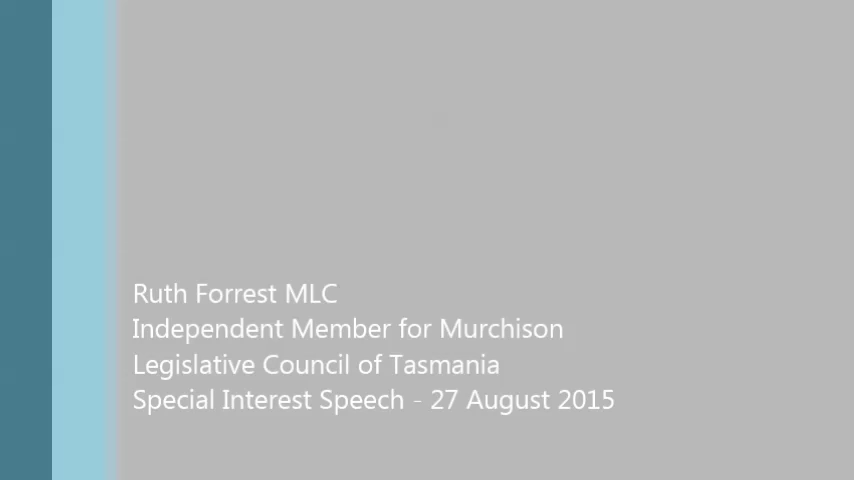 Ruth Forrest MLC
Independent Member for Murchison
Legislative Council of Tasmania
Special Interest Speech - 27 August 2015